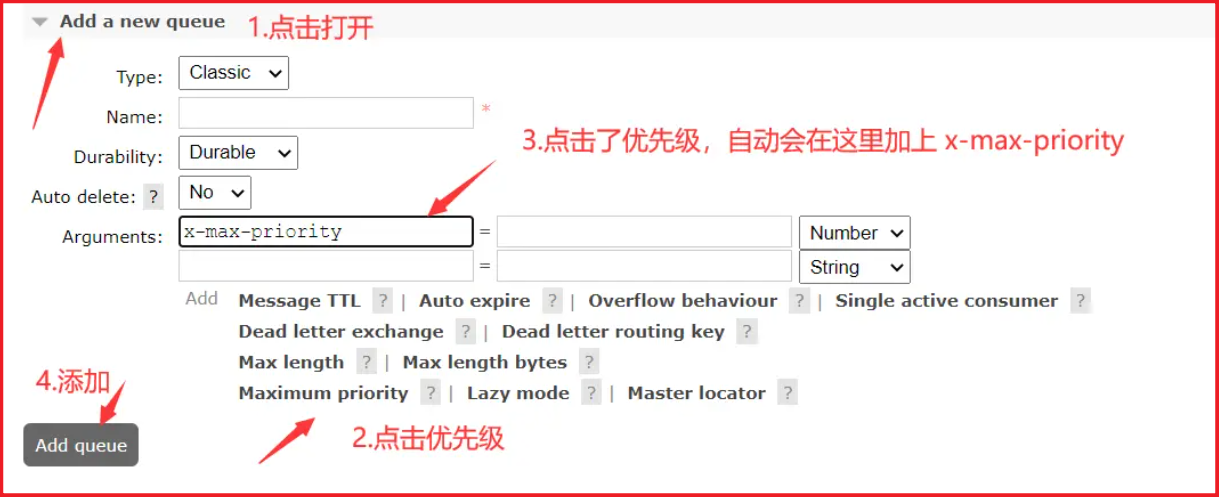 Add a new queue 1.点击打开
Type: Classic
Name: *
3.点击了优先级，自动会在这里加上 x-max-priority
Durability: Durable
Auto delete: ? No
Arguments: x-max-priority = Number
= String
Add Message TTL ? | Auto expire ? | Overflow behaviour ? | Single active consumer ?
Dead letter exchange ? | Dead letter routing key ?
Max length ? | Max length bytes ?
4.添加
Maximum priority ? | Lazy mode ? | Master locator ?
2.点击优先级
Add queue